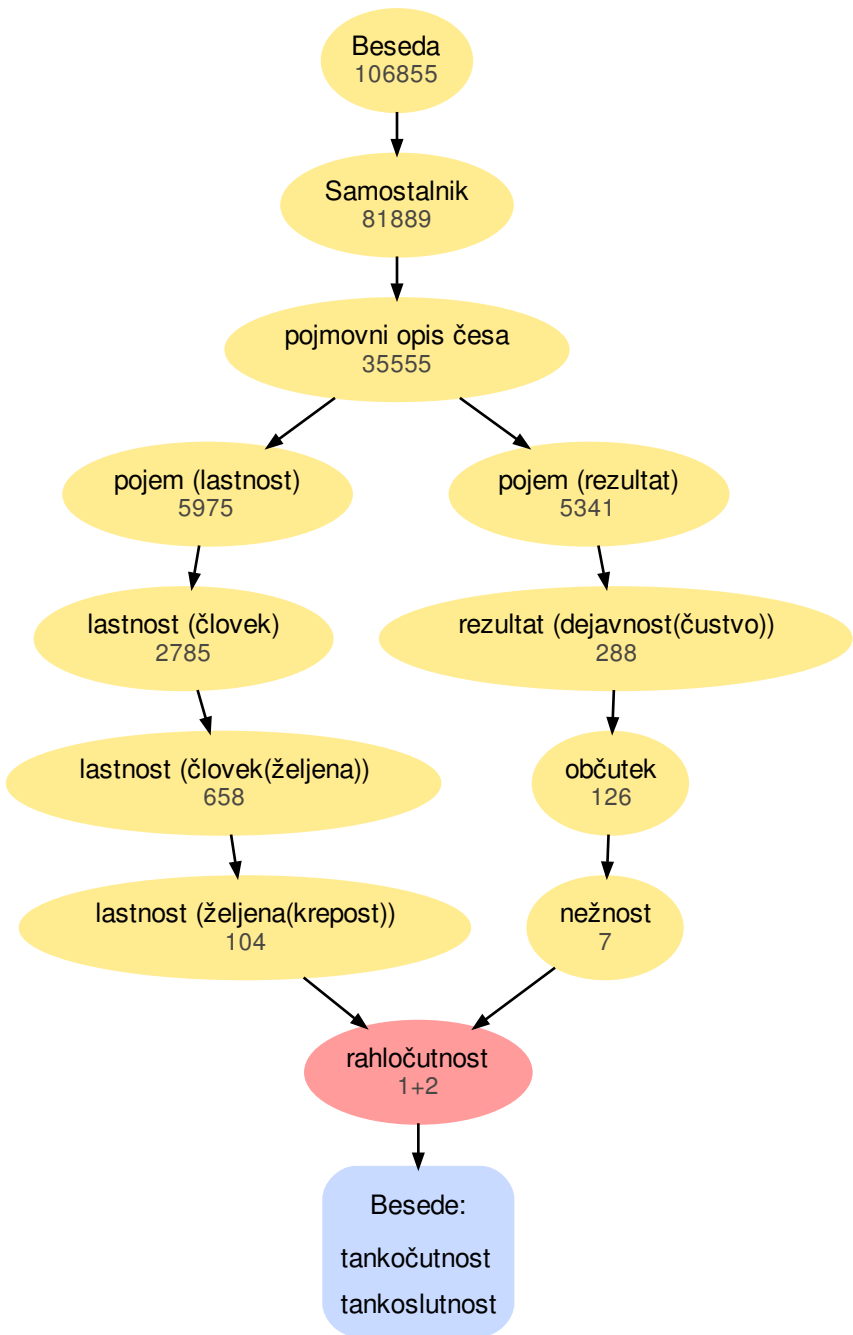 Beseda
106855
Samostalnik
81889
pojmovni opis česa
35555
pojem (lastnost)
5975
pojem (rezultat)
5341
lastnost (človek)
2785
rezultat (dejavnost(čustvo))
288
lastnost (človek(željena))
658
občutek
126
lastnost (željena(krepost))
104
nežnost
7
rahločutnost
1+2
Besede:
tankočutnost
tankoslutnost